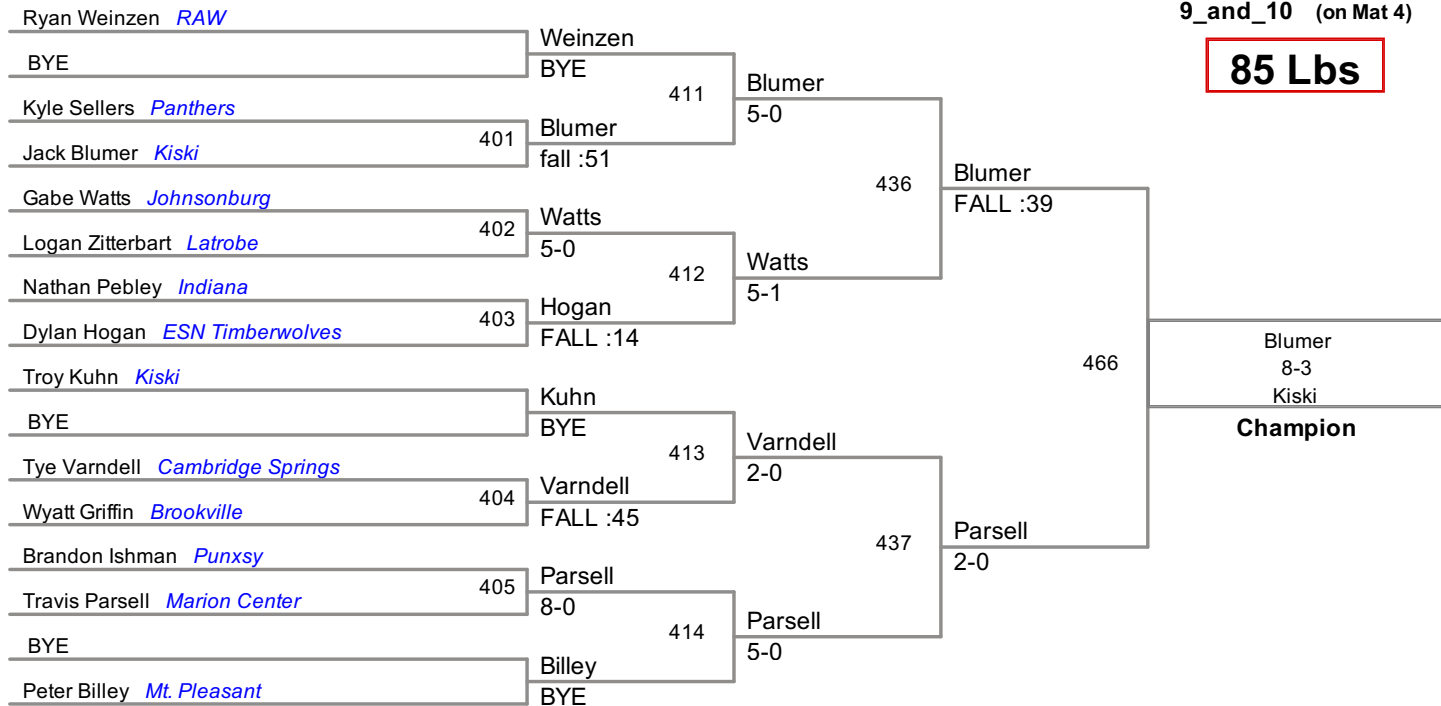 9_and_10 (on Mat 4)
85 Lbs
Ryan Weinzen RAW
BYE
Kyle Sellers Panthers
Jack Blumer Kiski
Gabe Watts Johnsonburg
Logan Zitterbart Latrobe
Nathan Pebley Indiana
Dylan Hogan ESN Timberwolves
Troy Kuhn Kiski
BYE
Tye Varndell Cambridge Springs
Wyatt Griffin Brookville
Brandon Ishman Punxsy
Travis Parsell Marion Center
BYE
Peter Billey Mt. Pleasant
401
402
403
404
405
Weinzen
BYE
Blumer
fall :51
Watts
5-0
Hogan
FALL :14
Kuhn
BYE
Varndell
FALL :45
Parsell
8-0
Billey
BYE
411
412
413
414
Blumer
5-0
Watts
5-1
Varndell
2-0
Parsell
5-0
436
437
Blumer
FALL :39
Parsell
2-0
466
Blumer
8-3
Kiski
Champion